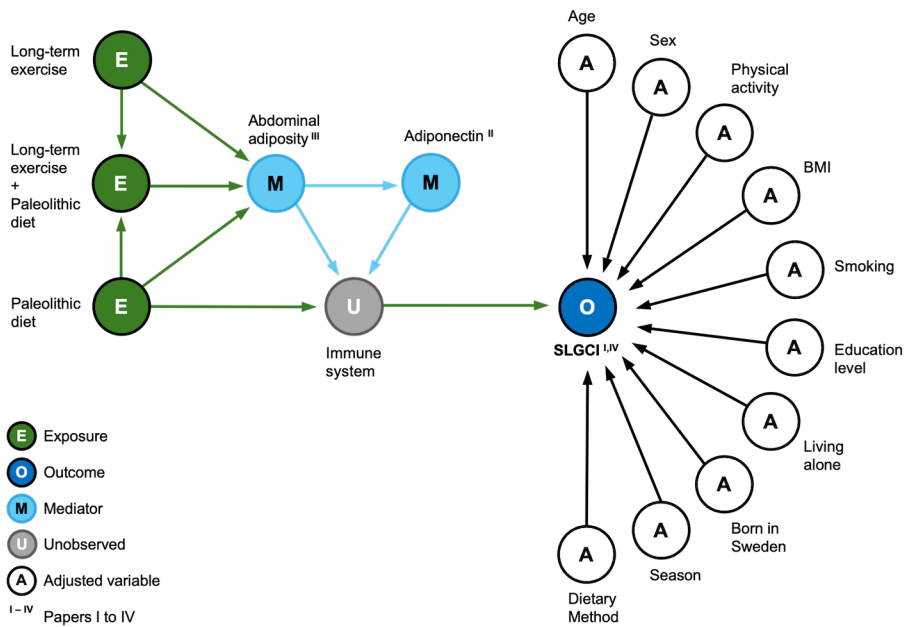 Long-term
exercise
E
Long-term
exercise
+
Paleolithic
diet
E
Paleolithic
diet
E
Abdominal
adiposity III
M
Adiponectin II
M
U
Immune
system
O
SLGCI I,IV
Age
A
Sex
A
Physical
activity
A
BMI
A
Smoking
A
Education
level
A
Living
alone
A
Born in
Sweden
A
Season
A
Dietary
Method
A
E Exposure
O Outcome
M Mediator
U Unobserved
A Adjusted variable
I – IV Papers I to IV